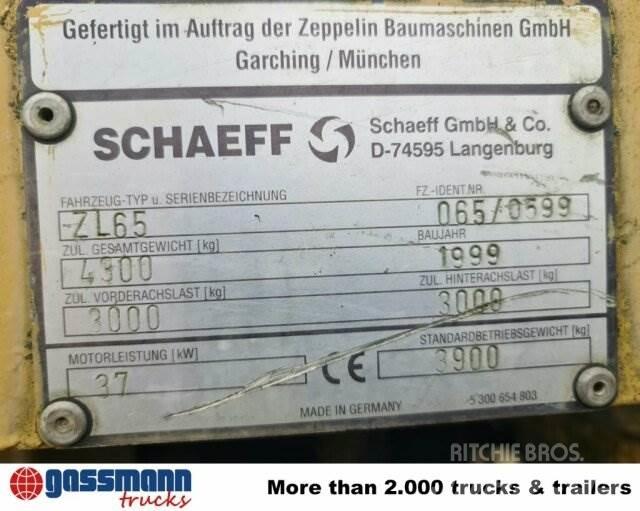 Gefertigt im Auftrag der Zeppelin Baumaschinen GmbH
Garching / München
SCHAEFF
Schaeff GmbH & Co.
D-74595 Langenburg
FAHRZEUG-TYP u. SERIENBEZEICHNUNG
FZ.-IDENT.NR.
ZL65
065/0599
ZUL. GESAMTGEWICHT [kg]
BAUJAHR
4900
1999
ZUL. VORDERACHSLAST [kg]
ZUL. HINTERACHSLAST [kg]
3000
3000
MOTORLEISTUNG [kW]
STANDARDBETRIEBSGEWICHT [kg]
37
CE
3900
MADE IN GERMANY
5 300 654 803
RITCHIE BROS.
gassmann
trucks
More than 2.000 trucks & trailers